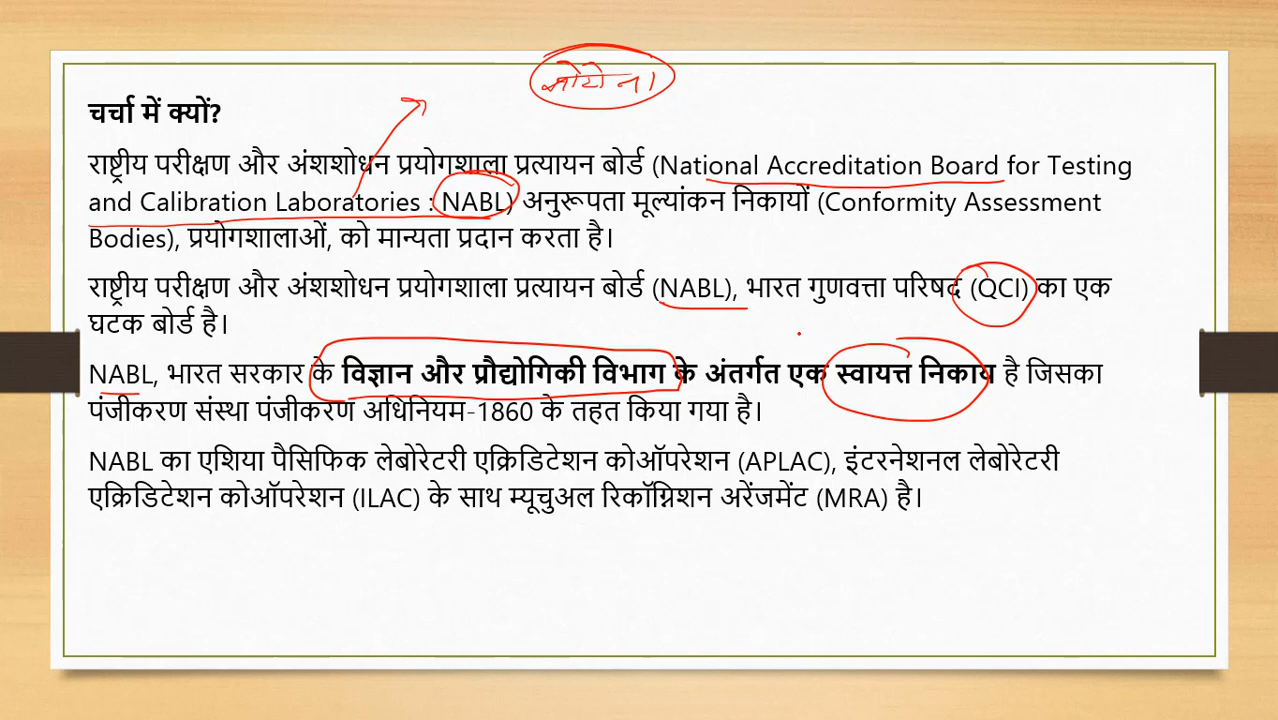 चर्चा में क्यों?
राष्ट्रीय परीक्षण और अंशशोधन प्रयोगशाला प्रत्यायन बोर्ड (National Accreditation Board for Testing
and Calibration Laboratories : NABL) अनुरूपता मूल्यांकन निकायों (Conformity Assessment
Bodies), प्रयोगशालाओं, को मान्यता प्रदान करता है।
राष्ट्रीय परीक्षण और अंशशोधन प्रयोगशाला प्रत्यायन बोर्ड (NABL), भारत गुणवत्ता परिषद (QCI) का एक
घटक बोर्ड है।
NABL, भारत सरकार के विज्ञान और प्रौद्योगिकी विभाग के अंतर्गत एक स्वायत्त निकाय है जिसका
पंजीकरण संस्था पंजीकरण अधिनियम-1860 के तहत किया गया है।
NABL का एशिया पैसिफिक लेबोरेटरी एक्रिडिटेशन कोऑपरेशन (APLAC), इंटरनेशनल लेबोरेटरी
एक्रिडिटेशन कोऑपरेशन (ILAC) के साथ म्यूचुअल रिकॉग्निशन अरेंजमेंट (MRA) है।